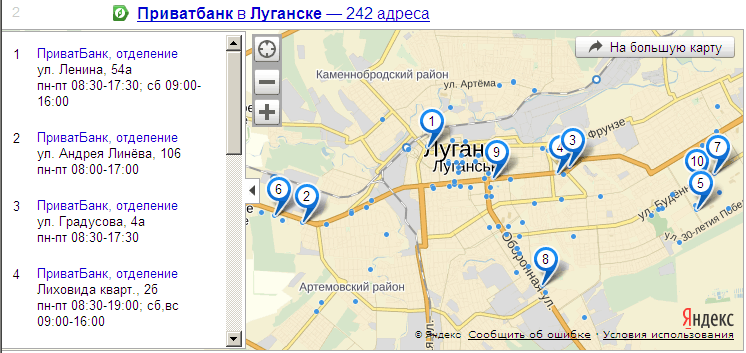 2
Приватбанк в Луганске — 242 адреса
1
ПриватБанк, отделение
ул. Ленина, 54а
пн-пт 08:30-17:30; сб 09:00-
16:00
2
ПриватБанк, отделение
ул. Андрея Линёва, 106
пн-пт 08:00-17:00
3
ПриватБанк, отделение
ул. Градусова, 4а
пн-пт 08:30-17:30
4
ПриватБанк, отделение
Лиховида кварт., 2б
пн-пт 08:30-19:00; сб,вс
09:00-16:00
На большую карту
Каменнобродский район
ул. Артёма
Фрунзе
1
Луганс
Луганськ
9
4
3
10
7
5
6
2
8
ул. Будённ
ул. 30-летия Побе
Оборонная ул.
Артемовский район
ая ул.
Яндекс
© Яндекс Сообщить об ошибке · Условия использования